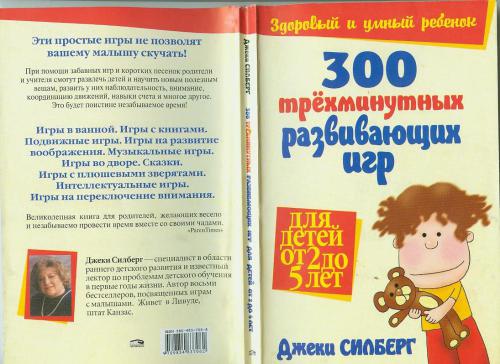 Эти простые игры не позволят
вашему малышу скучать!
При помощи забавных игр и коротких песенок родители
и учителя смогут развлечь детей и научить новым полезным
вещам, развить у них наблюдательность, внимание,
координацию движений, навыки счета и многое другое.
Это будет поистине незабываемое время!
Игры в ванной. Игры с книгами.
Подвижные игры. Игры на развитие
воображения. Музыкальные игры.
Игры во дворе. Сказки.
Игры с плюшевыми зверятами.
Интеллектуальные игры.
Игры на переключение внимания.
Великолепная книга для родителей, желающих весело
и незабываемо провести время вместе со своими чадами.
«ParentTimes»
Джеки Силберг — специалист в области
раннего детского развития и известный
лектор по проблемам детского обучения
в первые годы жизни. Автор восьми
бестселлеров, посвященных играм
с малышами. Живет в Ливуде,
штат Канзас.
Джеки СИЛБЕРГ
300 ТРЁХМИНУТНЫХ РАЗВИВАЮЩИХ ИГР ДЛЯ ДЕТЕЙ ОТ 2 ДО 5 ЛЕТ
Здоровый и умный ребенок
300
трёхминутных
развивающих
игр
для
детей
от 2 до
5 лет
Джеки СИЛБЕРГ